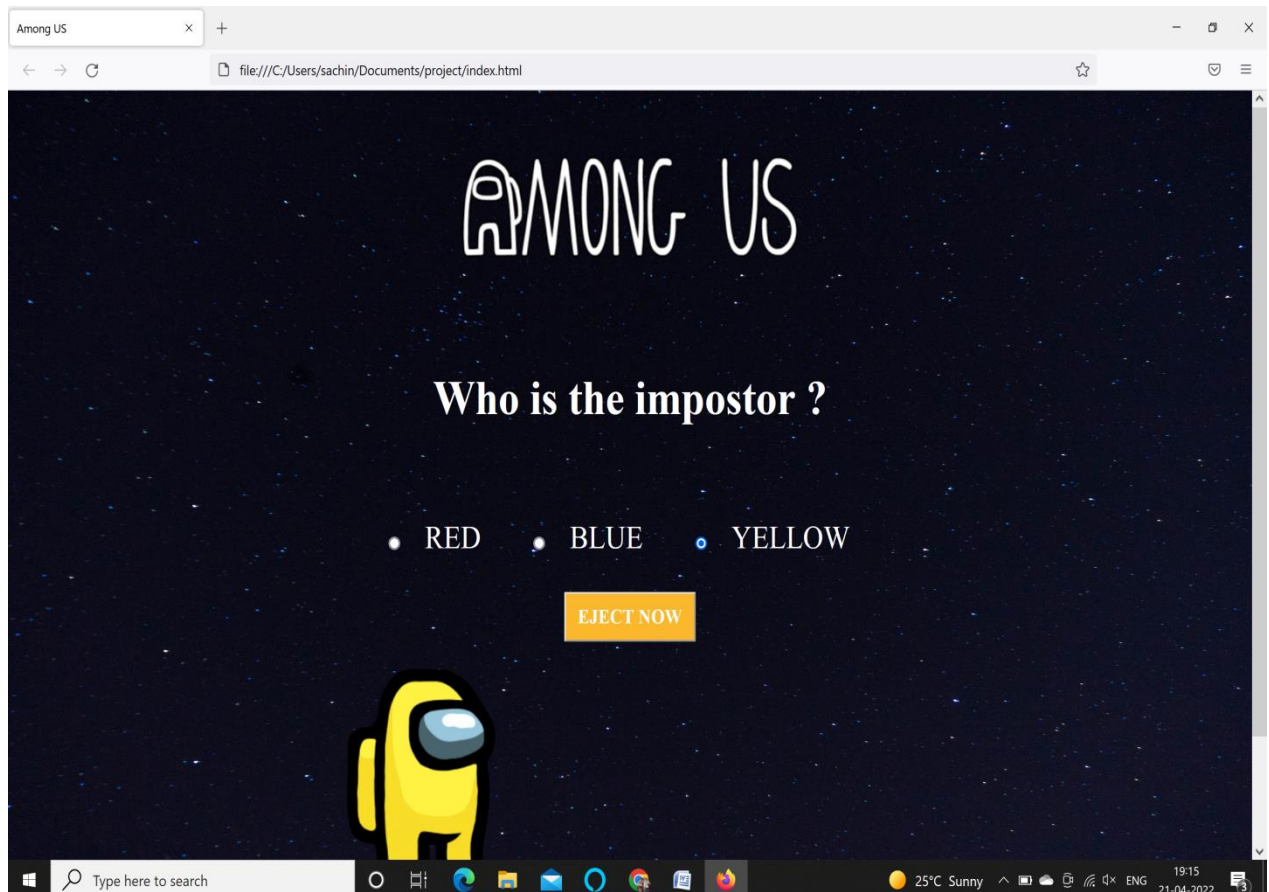 Among US
file:///C:/Users/sachin/Documents/project/index.html
AMONG US
Who is the impostor ?
RED BLUE YELLOW
EJECT NOW
Type here to search
25°C Sunny ENG 19:15
21-04-2022 3